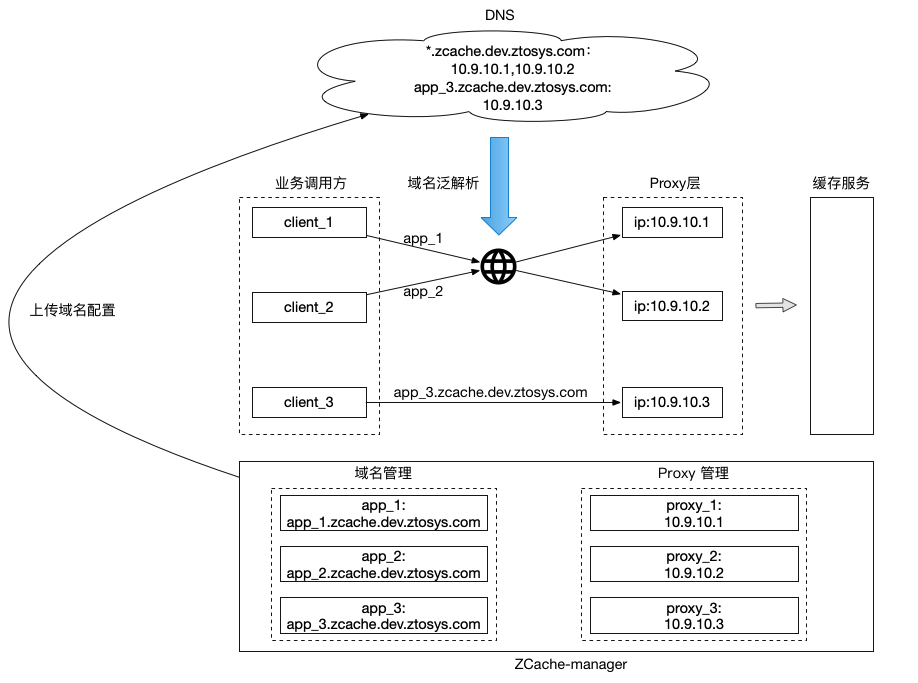 DNS
*.zcache.dev.ztosys.com：
10.9.10.1,10.9.10.2
app_3.zcache.dev.ztosys.com:
10.9.10.3
业务调用方
域名泛解析
Proxy层
缓存服务
client_1
ip:10.9.10.1
app_1
client_2
app_2
ip:10.9.10.2
上传域名配置
client_3
app_3.zcache.dev.ztosys.com
ip:10.9.10.3
域名管理
Proxy 管理
app_1:
app_1.zcache.dev.ztosys.com
proxy_1:
10.9.10.1
app_2:
app_2.zcache.dev.ztosys.com
proxy_2:
10.9.10.2
app_3:
app_3.zcache.dev.ztosys.com
proxy_3:
10.9.10.3
ZCache-manager